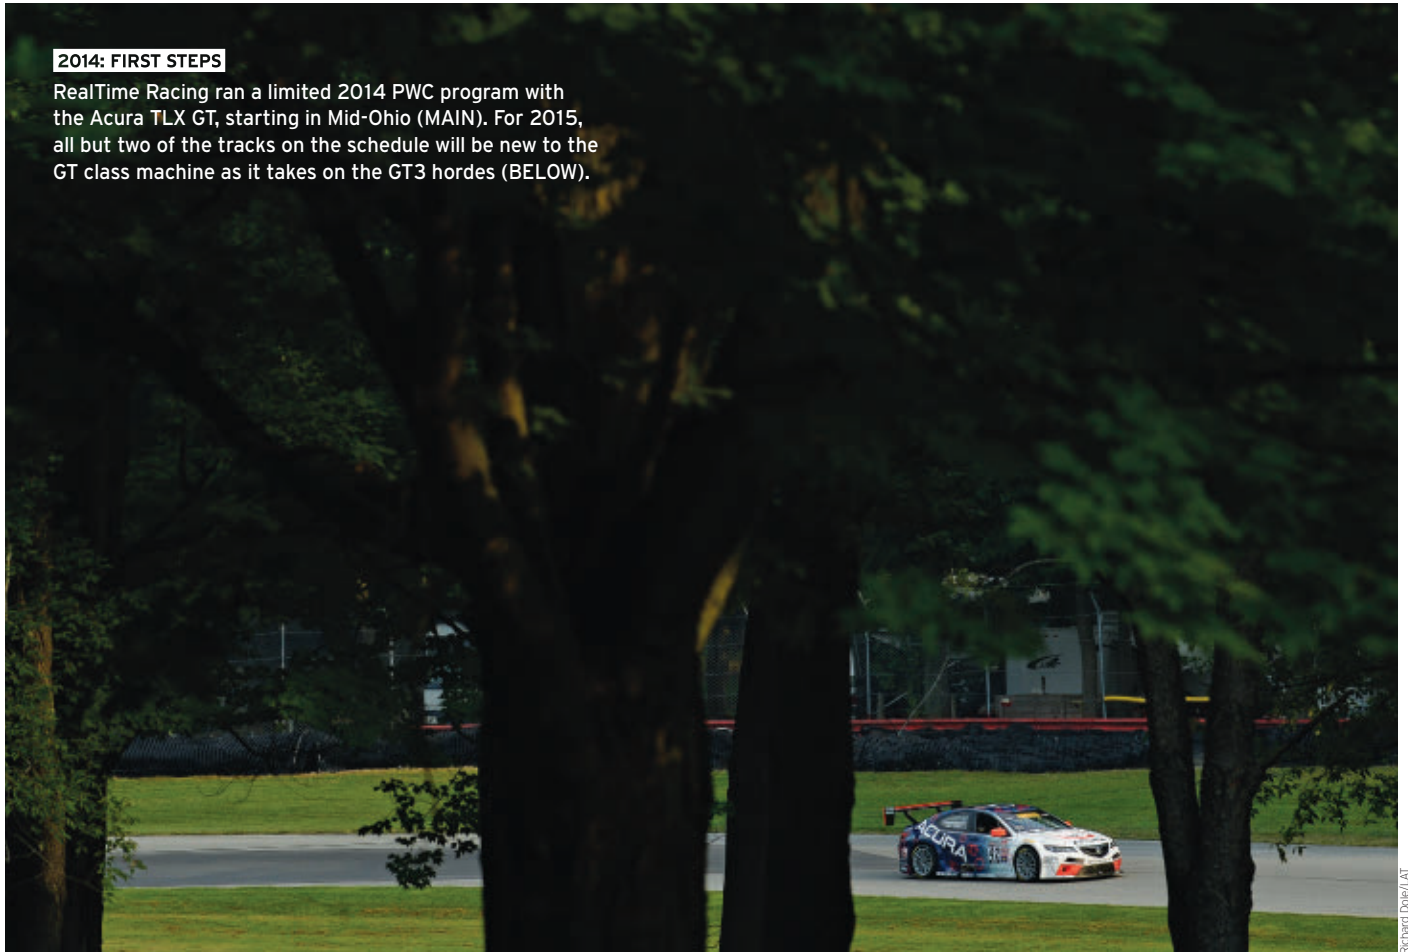 2014: FIRST STEPS
RealTime Racing ran a limited 2014 PWC program with
the Acura TLX GT, starting in Mid-Ohio (MAIN). For 2015,
all but two of the tracks on the schedule will be new to the
GT class machine as it takes on the GT3 hordes (BELOW).
ACURA
Richard Dole/LAT